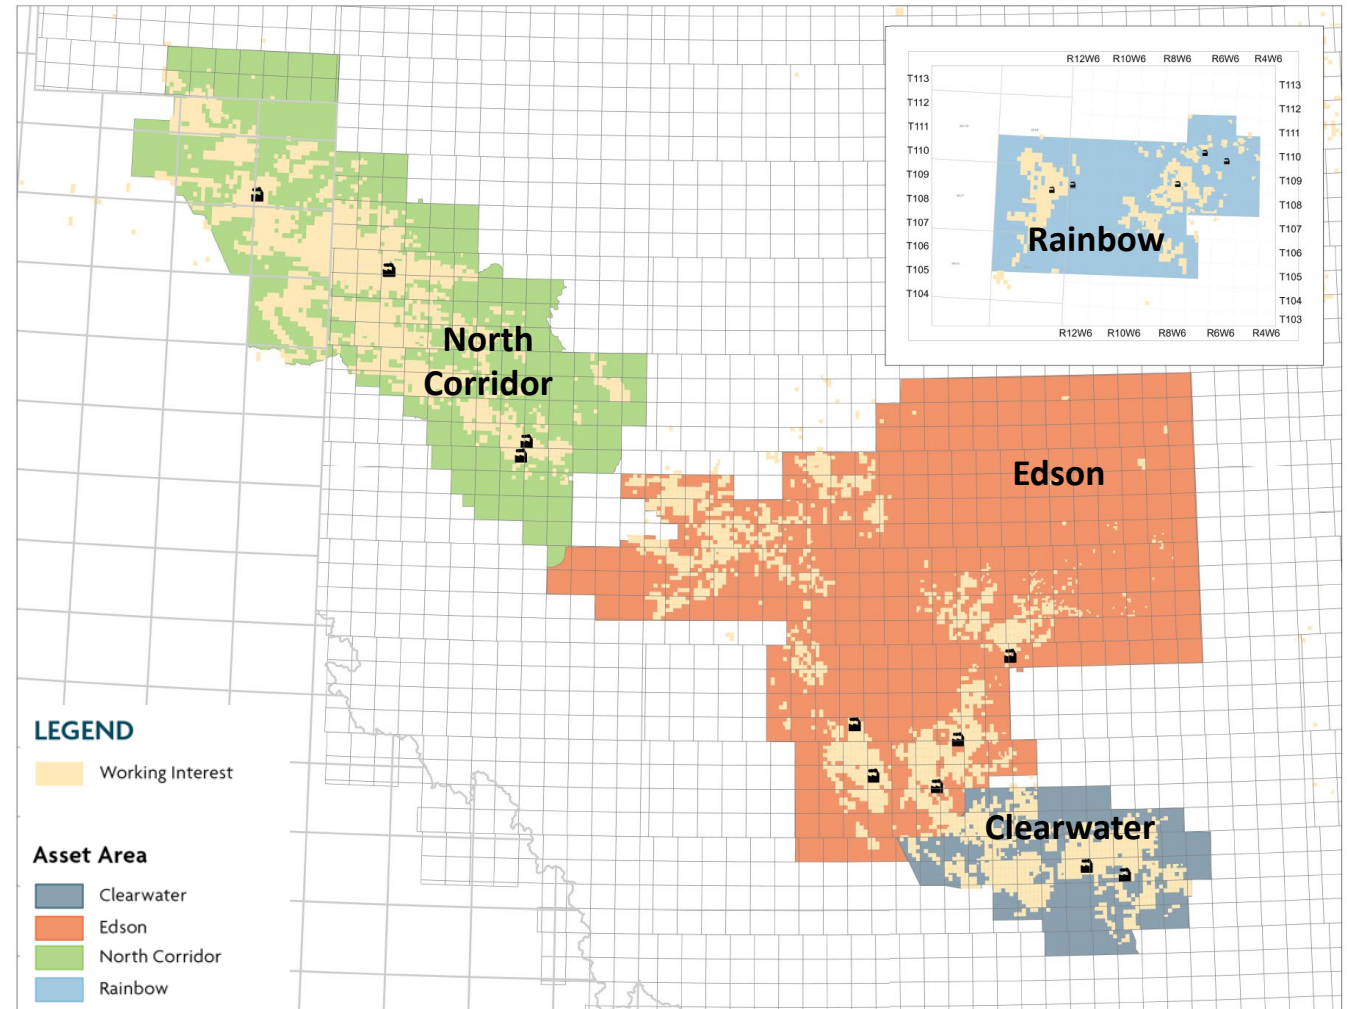 R12W6 R10W6 R8W6 R6W6 R4W6
T113 T113
T112 T112
T111 T111
T110 T110
T109 T109
T108 T108
T107 T107
T106 T106
T105 T105
T104 T104
T103
R12W6 R10W6 R8W6 R6W6 R4W6
Rainbow
North
Corridor
Edson
Clearwater
LEGEND
Working Interest
Asset Area
Clearwater
Edson
North Corridor
Rainbow